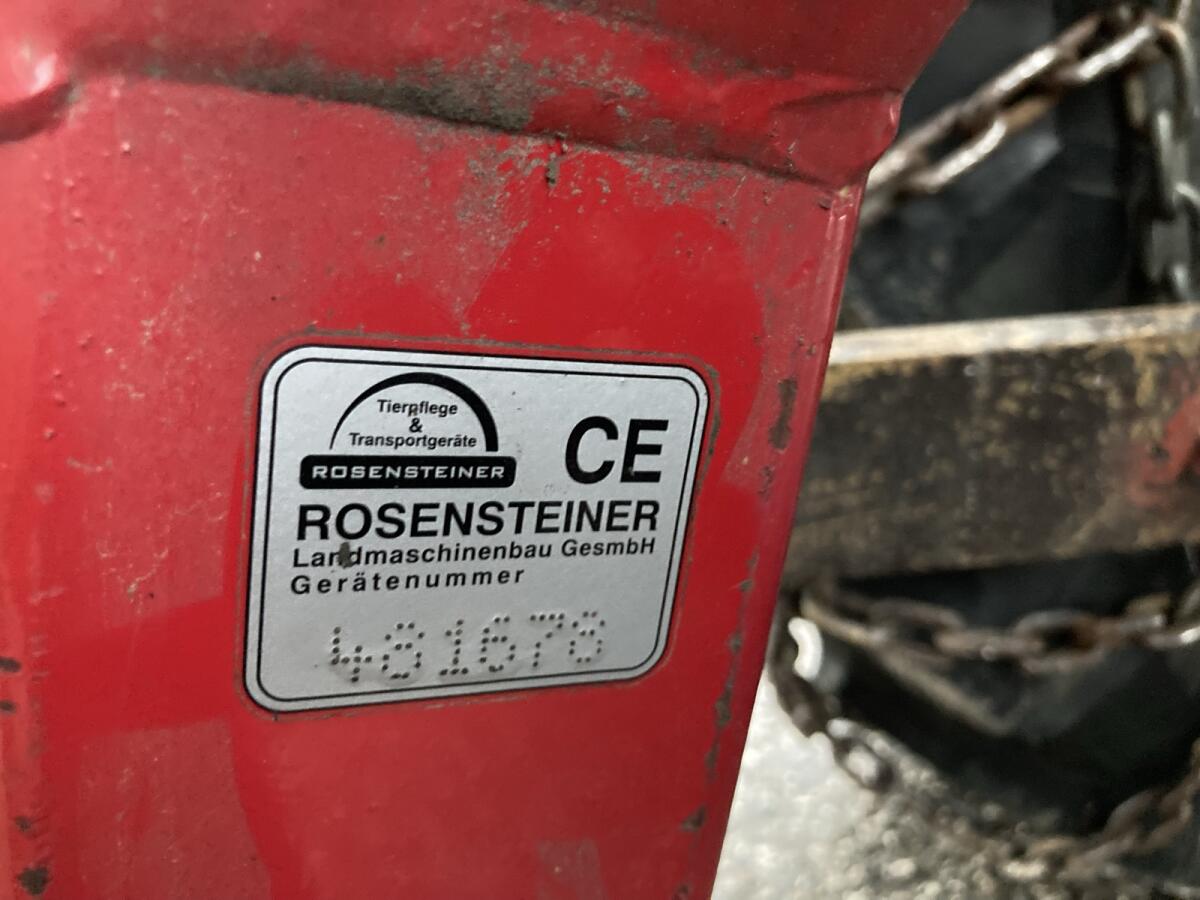 Tierpflege
&
Transportgeräte
ROSENSTEINER
CE
ROSENSTEINER
Landmaschinenbau GesmbH
Gerätenummer
481678